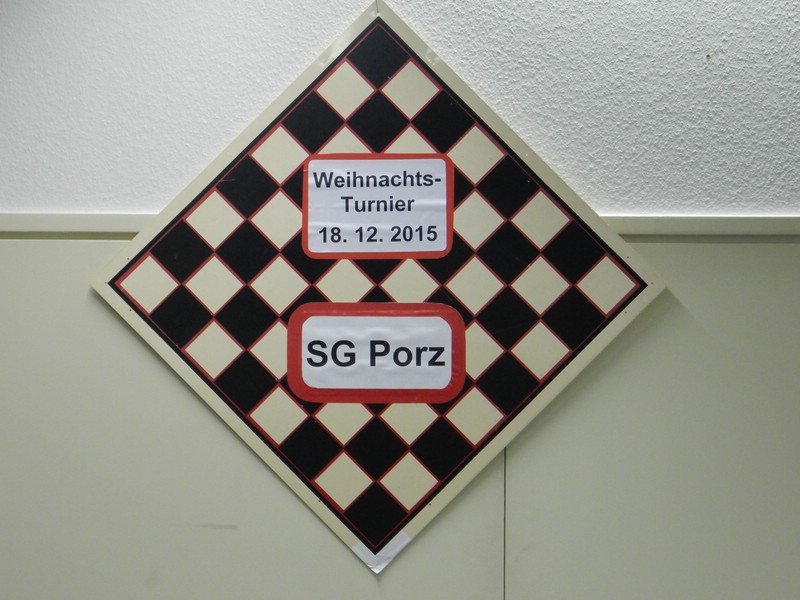 Weihnachts-
Turnier
18. 12. 2015
SG Porz